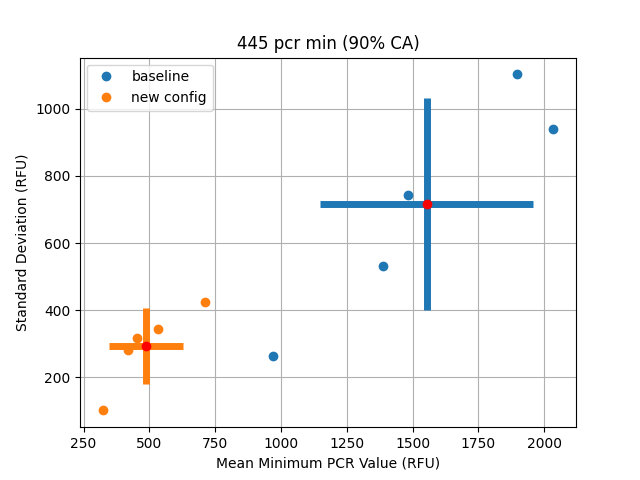 445 pcr min (90% CA)
baseline
new config
Standard Deviation (RFU)
1000
800
600
400
200
250 500 750 1000 1250 1500 1750 2000
Mean Minimum PCR Value (RFU)